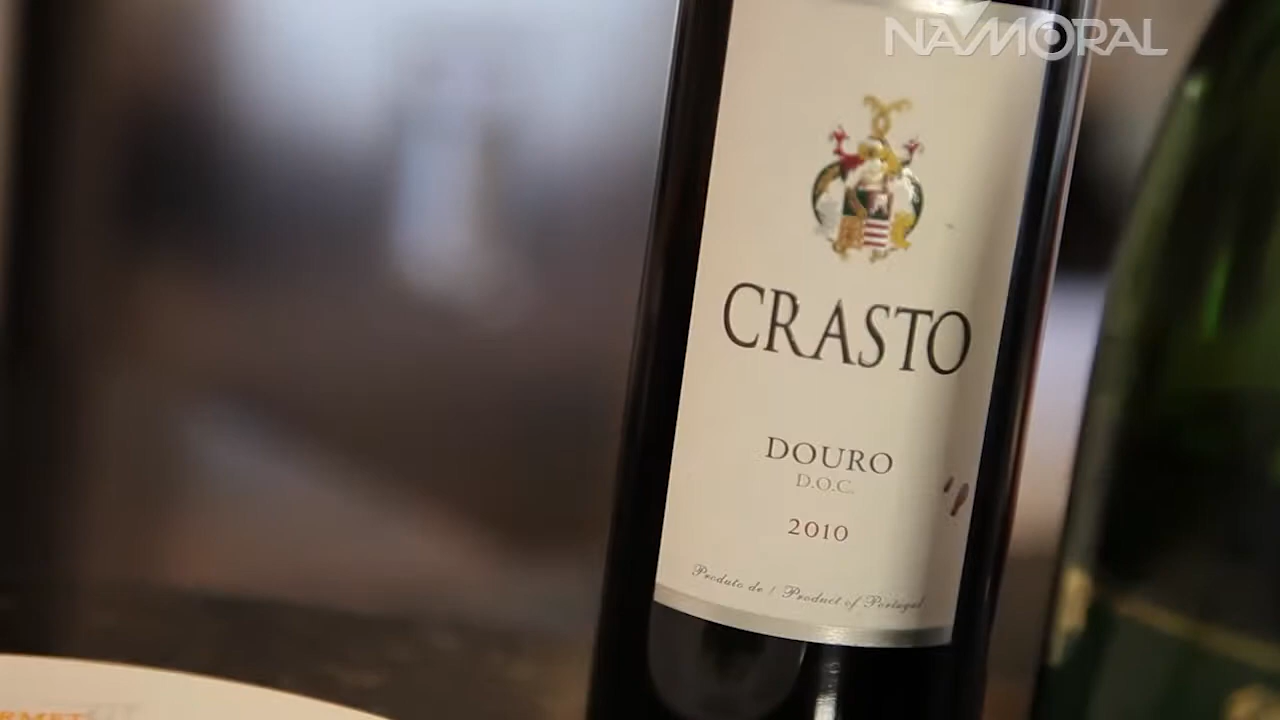 NAMORAL
CRASTO
DOURO
D.O.C.
2010
Produto de / Product of Portugal